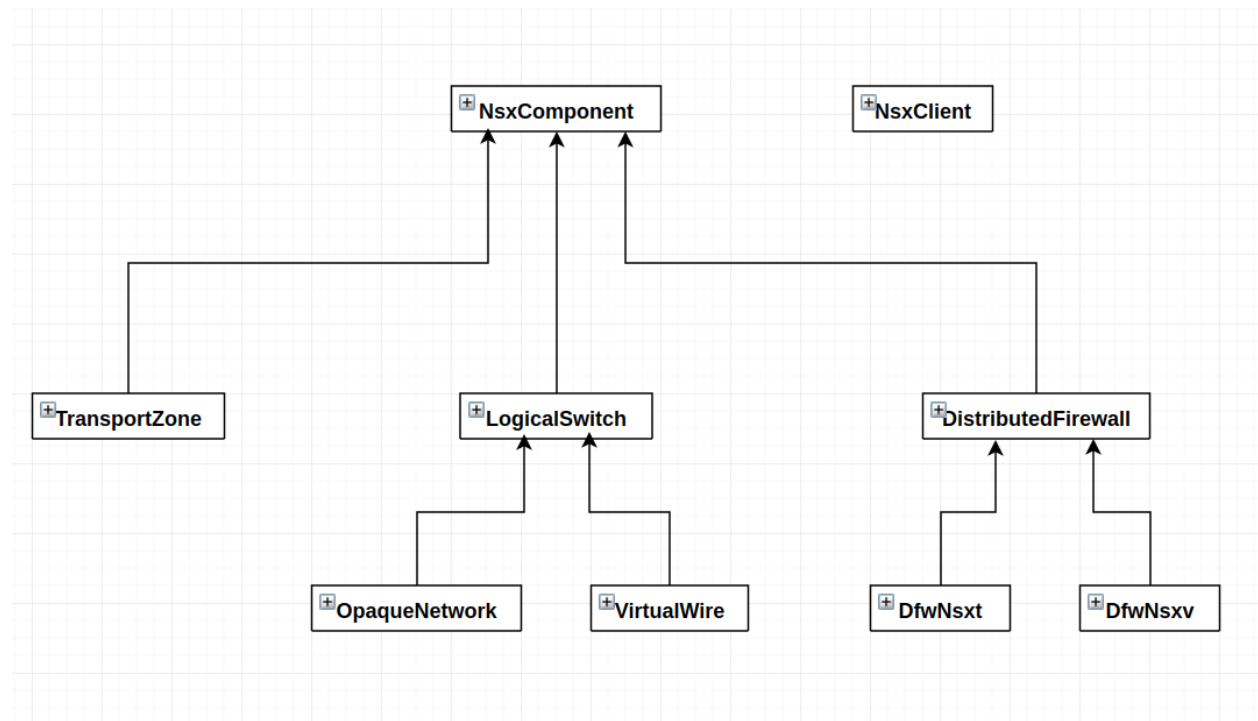 NsxComponent
NsxClient
TransportZone
LogicalSwitch
DistributedFirewall
OpaqueNetwork
VirtualWire
DfwNsxt
DfwNsxv